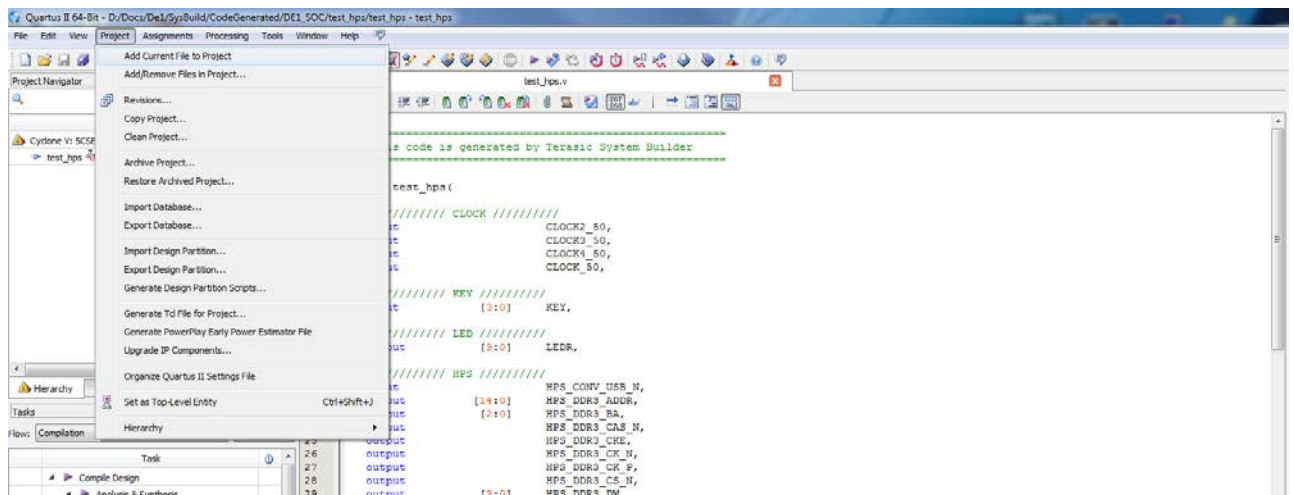 Quartus II 64-Bit - D:/Docs/De1/SysBuild/CodeGenerated/DE1_SOC/test_hps/test_hps - test_hps
File Edit View Project Assignments Processing Tools Window Help
Add Current File to Project
Add/Remove Files in Project...
Revisions...
Copy Project...
Clean Project...
Archive Project...
Restore Archived Project...
Import Database...
Export Database...
Import Design Partition...
Export Design Partition...
Generate Design Partition Scripts...
Generate Tcl File for Project...
Generate PowerPlay Early Power Estimator File
Upgrade IP Components...
Organize Quartus II Settings File
Set as Top-Level Entity Ctrl+Shift+J
Hierarchy
Project Navigator
Cyclone V: 5CSE
test_hps
Hierarchy
Tasks
Flow: Compilation
Task
Compile Design
Analysis & Synthesis
test_hps.v
267
268
=======================================================
s code is generated by Terasic System Builder
=======================================================
test_hps(
///////// CLOCK //////////
CLOCK2_50,
CLOCK3_50,
CLOCK4_50,
CLOCK_50,
///////// KEY //////////
[3:0] KEY,
///////// LED //////////
[9:0] LEDR,
///////// HPS //////////
HPS_CONV_USB_N,
[14:0] HPS_DDR3_ADDR,
[2:0] HPS_DDR3_BA,
HPS_DDR3_CAS_N,
25 output HPS_DDR3_CKE,
26 output HPS_DDR3_CK_N,
27 output HPS_DDR3_CK_P,
28 output HPS_DDR3_CS_N,
29 output [3:0] HPS_DDR3_DM,